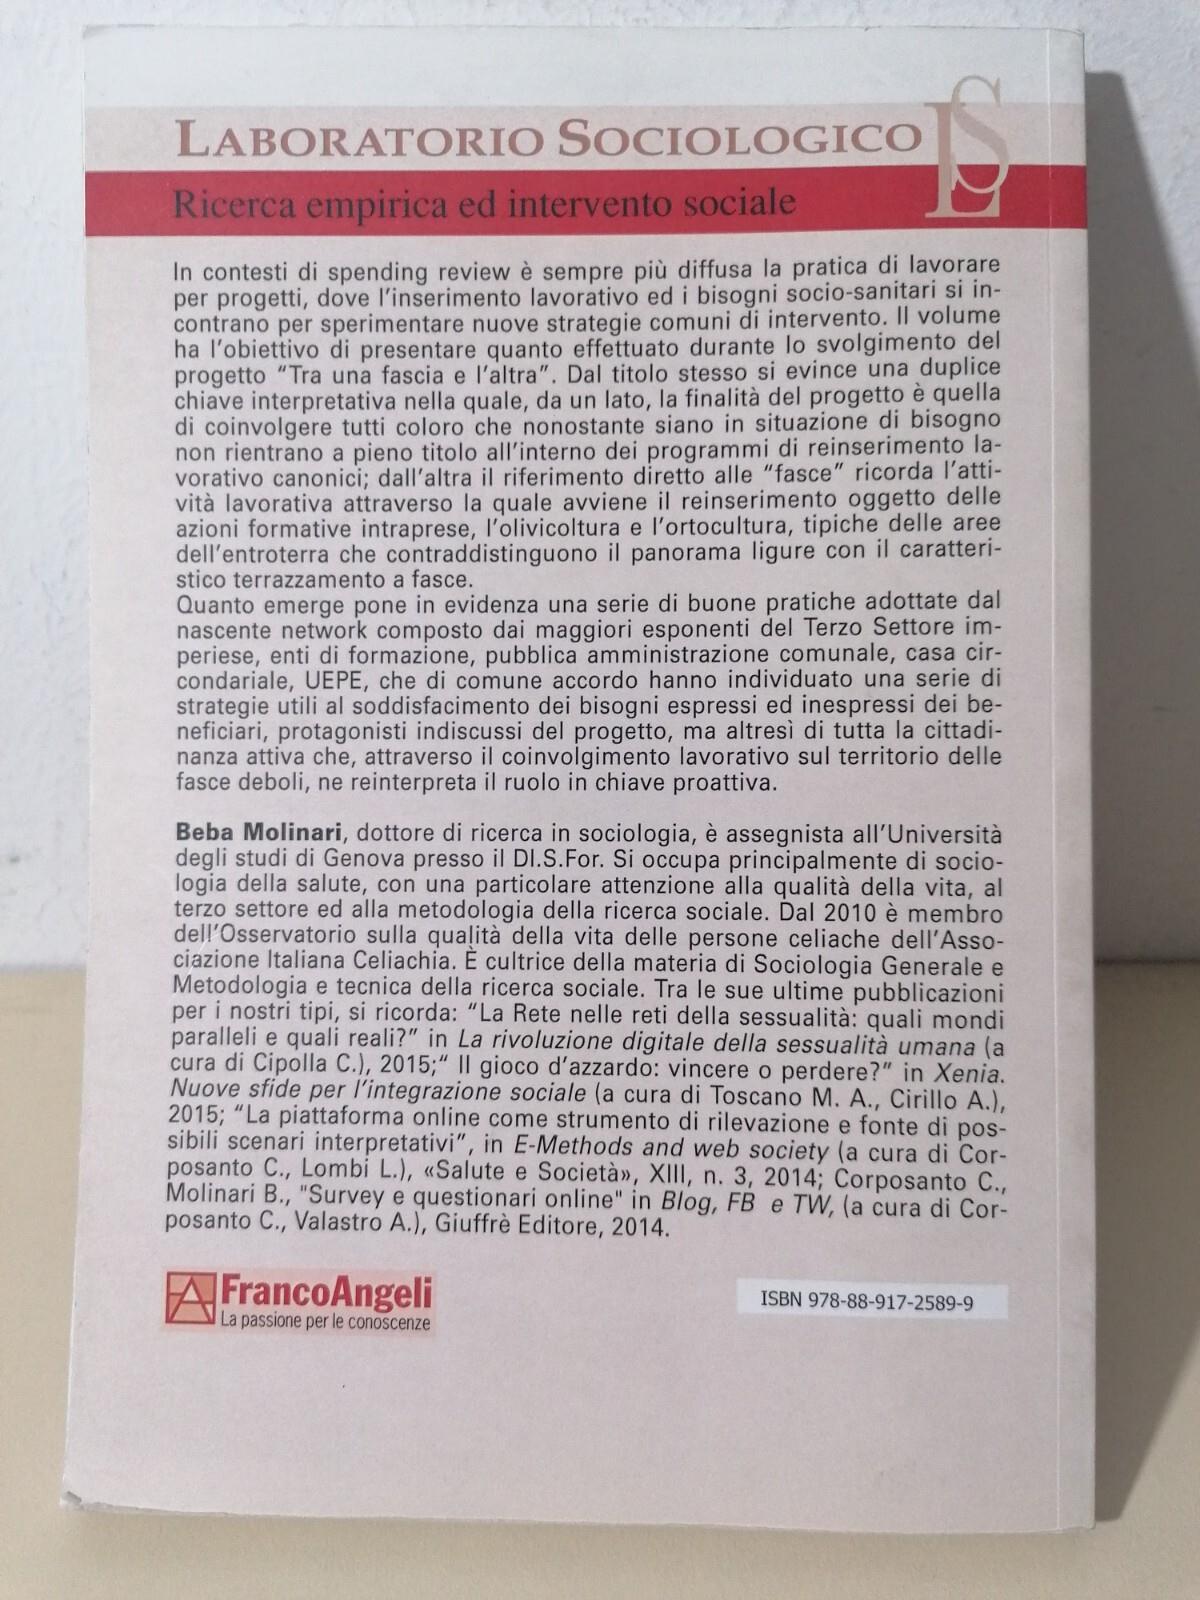 LABORATORIO SOCIOLOGICO
LS
Ricerca empirica ed intervento sociale
In contesti di spending review è sempre più diffusa la pratica di lavorare
per progetti, dove l'inserimento lavorativo ed i bisogni socio-sanitari si in-
contrano per sperimentare nuove strategie comuni di intervento. Il volume
ha l'obiettivo di presentare quanto effettuato durante lo svolgimento del
progetto "Tra una fascia e l'altra". Dal titolo stesso si evince una duplice
chiave interpretativa nella quale, da un lato, la finalità del progetto è quella
di coinvolgere tutti coloro che nonostante siano in situazione di bisogno
non rientrano a pieno titolo all'interno dei programmi di reinserimento la-
vorativo canonici; dall'altra il riferimento diretto alle "fasce" ricorda l'atti-
vità lavorativa attraverso la quale avviene il reinserimento oggetto delle
azioni formative intraprese, l'olivicoltura e l'ortocultura, tipiche delle aree
dell'entroterra che contraddistinguono il panorama ligure con il caratteri-
stico terrazzamento a fasce.
Quanto emerge pone in evidenza una serie di buone pratiche adottate dal
nascente network composto dai maggiori esponenti del Terzo Settore im-
periese, enti di formazione, pubblica amministrazione comunale, casa cir-
condariale, UEPE, che di comune accordo hanno individuato una serie di
strategie utili al soddisfacimento dei bisogni espressi ed inespressi dei be-
neficiari, protagonisti indiscussi del progetto, ma altresì di tutta la cittadi-
nanza attiva che, attraverso il coinvolgimento lavorativo sul territorio delle
fasce deboli, ne reinterpreta il ruolo in chiave proattiva.
Beba Molinari, dottore di ricerca in sociologia, è assegnista all'Università
degli studi di Genova presso il DI.S.For. Si occupa principalmente di socio-
logia della salute, con una particolare attenzione alla qualità della vita, al
terzo settore ed alla metodologia della ricerca sociale. Dal 2010 è membro
dell'Osservatorio sulla qualità della vita delle persone celiache dell'Asso-
ciazione Italiana Celiachia. È cultrice della materia di Sociologia Generale e
Metodologia e tecnica della ricerca sociale. Tra le sue ultime pubblicazioni
per i nostri tipi, si ricorda: "La Rete nelle reti della sessualità: quali mondi
paralleli e quali reali?" in La rivoluzione digitale della sessualità umana (a
cura di Cipolla C.), 2015;" Il gioco d'azzardo: vincere o perdere?" in Xenia.
Nuove sfide per l'integrazione sociale (a cura di Toscano M. A., Cirillo A.),
2015; "La piattaforma online come strumento di rilevazione e fonte di pos-
sibili scenari interpretativi", in E-Methods and web society (a cura di Cor-
posanto C., Lombi L.), «Salute e Società», XIII, n. 3, 2014; Corposanto C.,
Molinari B., "Survey e questionari online" in Blog, FB e TW, (a cura di Cor-
posanto C., Valastro A.), Giuffrè Editore, 2014.
FrancoAngeli
La passione per le conoscenze
ISBN 978-88-917-2589-9